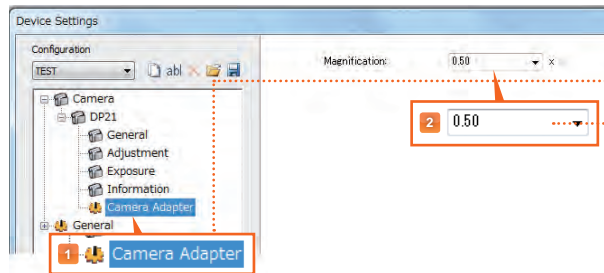 Device Settings
Configuration
TEST
abl
Magnification:
0.50
x
Camera
DP21
General
Adjustment
Exposure
Information
Camera Adapter
General
2
0.50
1
Camera Adapter